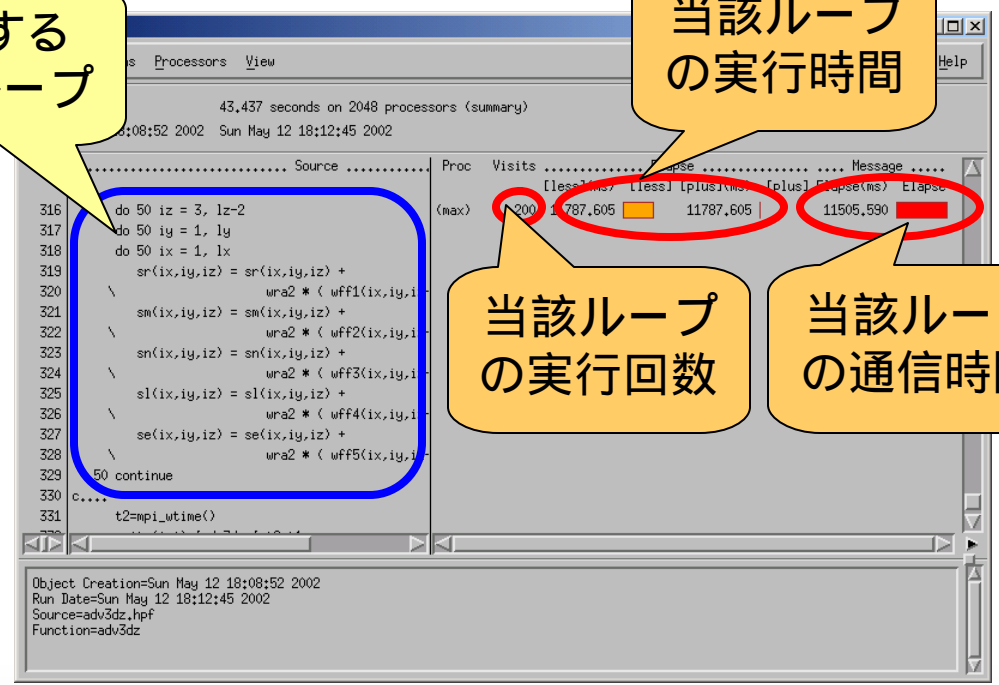 する
ープ
当該ループ
の実行時間
Processors View
Help
43.437 seconds on 2048 processors (summary)
:08:52 2002 Sun May 12 18:12:45 2002
Source
Proc Visits
Message
[less](ms) [less] [plus](ms) [plus] Elapse(ms) Elapse
316 do 50 iz = 3, lz-2
(max) 200 11787.605 11787.605 11505.590
317 do 50 iy = 1, ly
318 do 50 ix = 1, lx
319 sr(ix,iy,iz) = sr(ix,iy,iz) +
320 \ wra2 * ( wff1(ix,iy,i
321 sm(ix,iy,iz) = sm(ix,iy,iz) +
322 \ wra2 * ( wff2(ix,iy,i
323 sn(ix,iy,iz) = sn(ix,iy,iz) +
324 \ wra2 * ( wff3(ix,iy,i
325 sl(ix,iy,iz) = sl(ix,iy,iz) +
326 \ wra2 * ( wff4(ix,iy,i
327 se(ix,iy,iz) = se(ix,iy,iz) +
328 \ wra2 * ( wff5(ix,iy,i
329 50 continue
330 c....
331 t2=mpi_wtime()
当該ループ
の実行回数
当該ルー
の通信時
Object Creation=Sun May 12 18:08:52 2002
Run Date=Sun May 12 18:12:45 2002
Source=adv3dz.hpf
Function=adv3dz